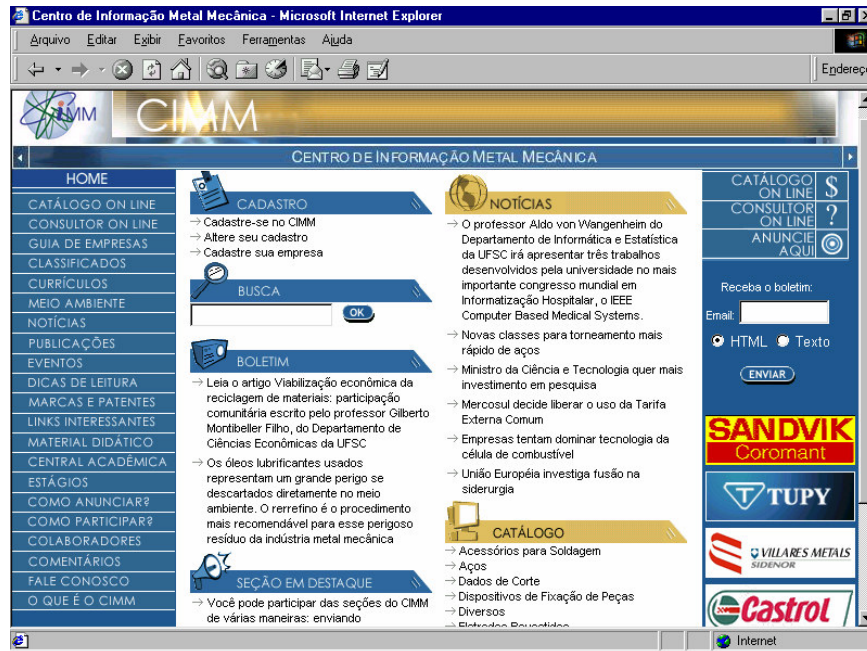 Centro de Informação Metal Mecânica - Microsoft Internet Explorer
Arquivo Editar Exibir Favoritos Ferramentas Ajuda
Endereço
CIMM
CIMM
CENTRO DE INFORMAÇÃO METAL MECÂNICA
HOME
CATÁLOGO ON LINE
CONSULTOR ON LINE
GUIA DE EMPRESAS
CLASSIFICADOS
CURRÍCULOS
MEIO AMBIENTE
NOTÍCIAS
PUBLICAÇÕES
EVENTOS
DICAS DE LEITURA
MARCAS E PATENTES
LINKS INTERESSANTES
MATERIAL DIDÁTICO
CENTRAL ACADÊMICA
ESTÁGIOS
COMO ANUNCIAR?
COMO PARTICIPAR?
COLABORADORES
COMENTÁRIOS
FALE CONOSCO
O QUE É O CIMM
CADASTRO
→ Cadastre-se no CIMM
→ Altere seu cadastro
→ Cadastre sua empresa
BUSCA
OK
BOLETIM
→ Leia o artigo Viabilização econômica da
reciclagem de materiais: participação
comunitária escrito pelo professor Gilberto
Montibeller Filho, do Departamento de
Ciências Econômicas da UFSC
→ Os óleos lubrificantes usados
representam um grande perigo se
descartados diretamente no meio
ambiente. O rerrefino é o procedimento
mais recomendável para esse perigoso
resíduo da indústria metal mecânica
SEÇÃO EM DESTAQUE
→ Você pode participar das seções do CIMM
de várias maneiras: enviando
NOTÍCIAS
→ O professor Aldo von Wangenheim do
Departamento de Informática e Estatística
da UFSC irá apresentar três trabalhos
desenvolvidos pela universidade no mais
importante congresso mundial em
Informatização Hospitalar, o IEEE
Computer Based Medical Systems.
→ Novas classes para torneamento mais
rápido de aços
→ Ministro da Ciência e Tecnologia quer mais
investimento em pesquisa
→ Mercosul decide liberar o uso da Tarifa
Externa Comum
→ Empresas tentam dominar tecnologia da
célula de combustível
→ União Européia investiga fusão na
siderurgia
CATÁLOGO
→ Acessórios para Soldagem
→ Aços
→ Dados de Corte
→ Dispositivos de Fixação de Peças
→ Diversos
→ Eletrodos Revestidos
CATÁLOGO
ON LINE $
CONSULTOR
ON LINE ?
ANUNCIE
AQUI
Receba o boletim:
Email:
HTML Texto
ENVIAR
SANDVIK
Coromant
TUPY
VILLARES METALS
SIDENOR
Castrol
Internet